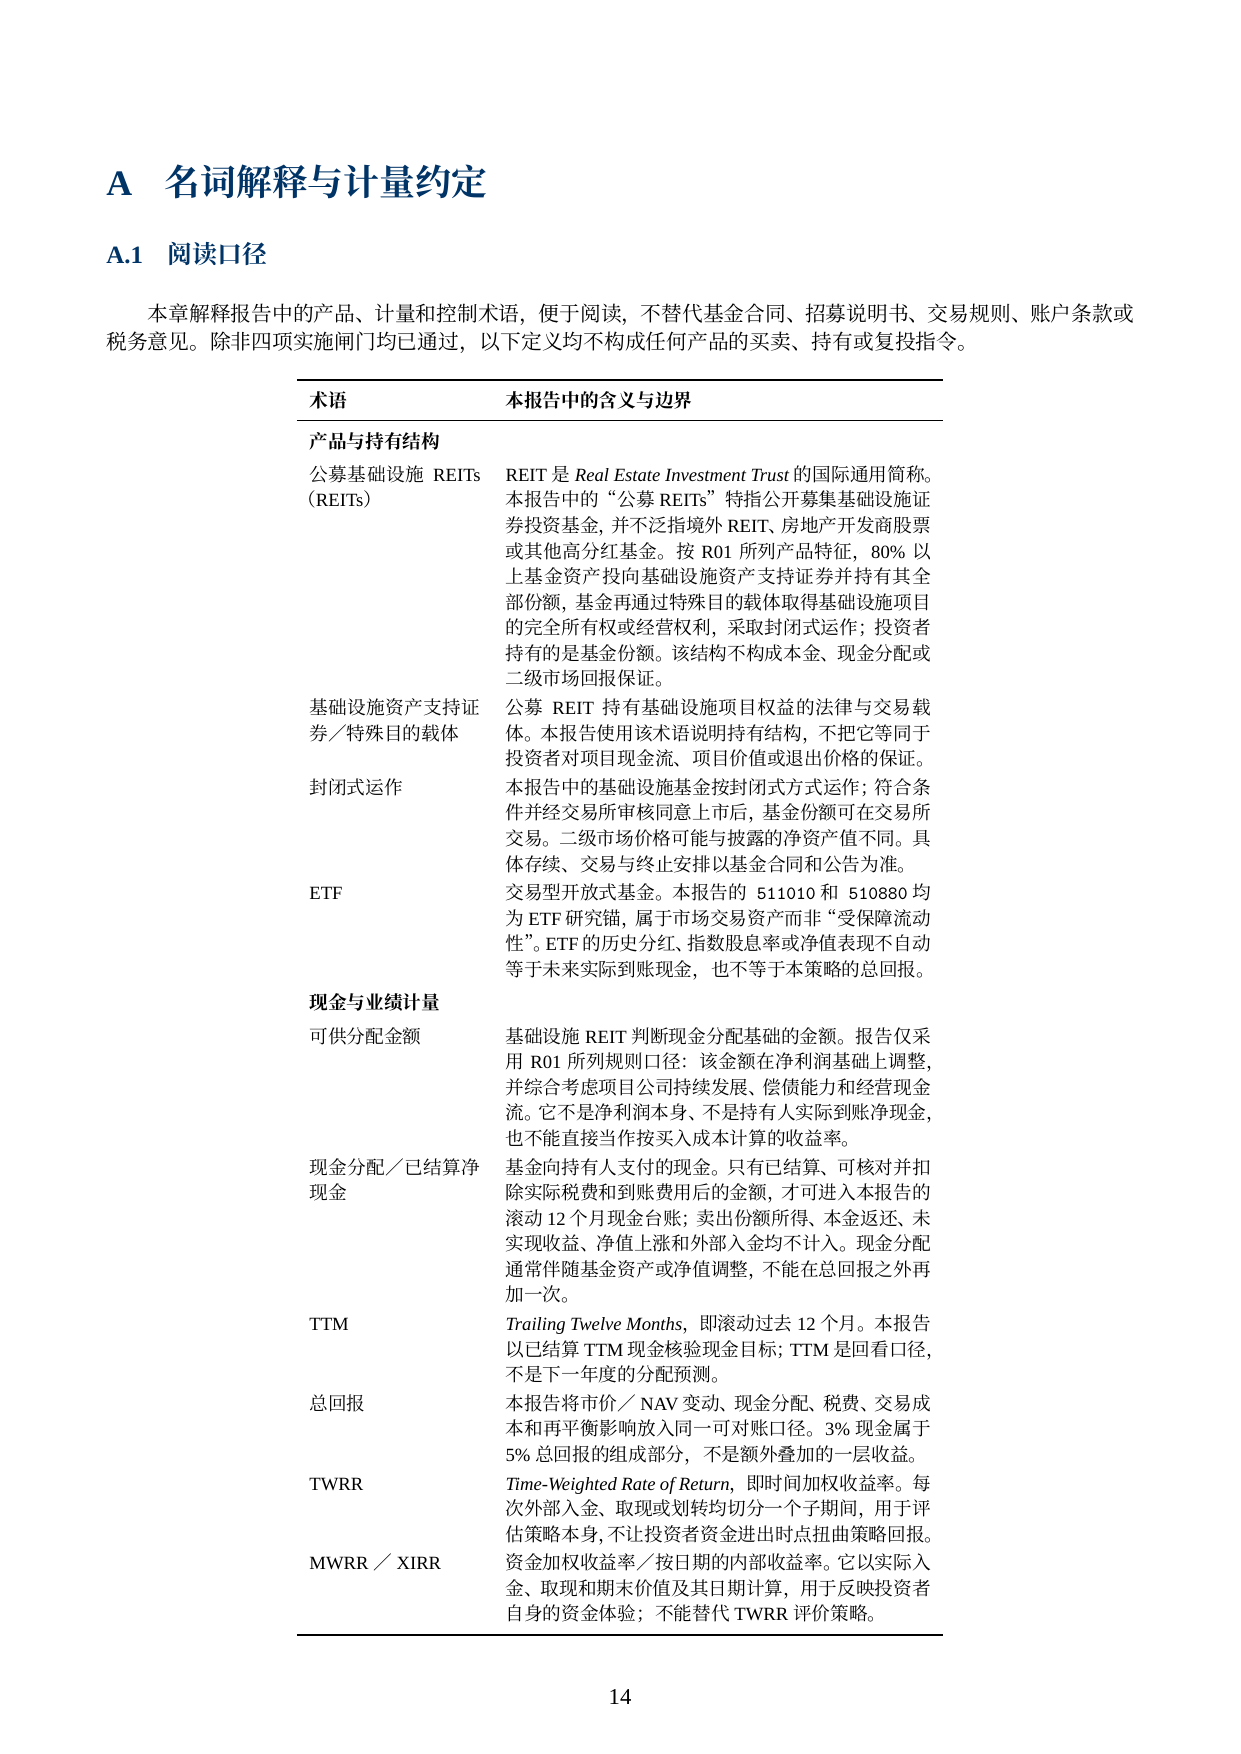 A 名词解释与计量约定
A.1 阅读口径
本章解释报告中的产品、计量和控制术语，便于阅读，不替代基金合同、招募说明书、交易规则、账户条款或
税务意见。除非四项实施闸门均已通过，以下定义均不构成任何产品的买卖、持有或复投指令。
术语 本报告中的含义与边界
产品与持有结构
公募基础设施 REITs REIT 是 Real Estate Investment Trust 的国际通用简称。
（REITs） 本报告中的“公募 REITs”特指公开募集基础设施证
券投资基金，并不泛指境外 REIT、房地产开发商股票
或其他高分红基金。按 R01 所列产品特征，80% 以
上基金资产投向基础设施资产支持证券并持有其全
部份额，基金再通过特殊目的载体取得基础设施项目
的完全所有权或经营权利，采取封闭式运作；投资者
持有的是基金份额。该结构不构成本金、现金分配或
二级市场回报保证。
基础设施资产支持证 公募 REIT 持有基础设施项目权益的法律与交易载
券／特殊目的载体 体。本报告使用该术语说明持有结构，不把它等同于
投资者对项目现金流、项目价值或退出价格的保证。
封闭式运作 本报告中的基础设施基金按封闭式方式运作；符合条
件并经交易所审核同意上市后，基金份额可在交易所
交易。二级市场价格可能与披露的净资产值不同。具
体存续、交易与终止安排以基金合同和公告为准。
ETF 交易型开放式基金。本报告的 511010 和 510880 均
为 ETF 研究锚，属于市场交易资产而非“受保障流动
性”。ETF 的历史分红、指数股息率或净值表现不自动
等于未来实际到账现金，也不等于本策略的总回报。
现金与业绩计量
可供分配金额 基础设施 REIT 判断现金分配基础的金额。报告仅采
用 R01 所列规则口径：该金额在净利润基础上调整，
并综合考虑项目公司持续发展、偿债能力和经营现金
流。它不是净利润本身、不是持有人实际到账净现金，
也不能直接当作按买入成本计算的收益率。
现金分配／已结算净 基金向持有人支付的现金。只有已结算、可核对并扣
现金 除实际税费和到账费用后的金额，才可进入本报告的
滚动 12 个月现金台账；卖出份额所得、本金返还、未
实现收益、净值上涨和外部入金均不计入。现金分配
通常伴随基金资产或净值调整，不能在总回报之外再
加一次。
TTM Trailing Twelve Months，即滚动过去 12 个月。本报告
以已结算 TTM 现金核验现金目标；TTM 是回看口径，
不是下一年度的分配预测。
总回报 本报告将市价／ NAV 变动、现金分配、税费、交易成
本和再平衡影响放入同一可对账口径。3% 现金属于
5% 总回报的组成部分，不是额外叠加的一层收益。
TWRR Time-Weighted Rate of Return，即时间加权收益率。每
次外部入金、取现或划转均切分一个子期间，用于评
估策略本身，不让投资者资金进出时点扭曲策略回报。
MWRR ／ XIRR 资金加权收益率／按日期的内部收益率。它以实际入
金、取现和期末价值及其日期计算，用于反映投资者
自身的资金体验；不能替代 TWRR 评价策略。
14